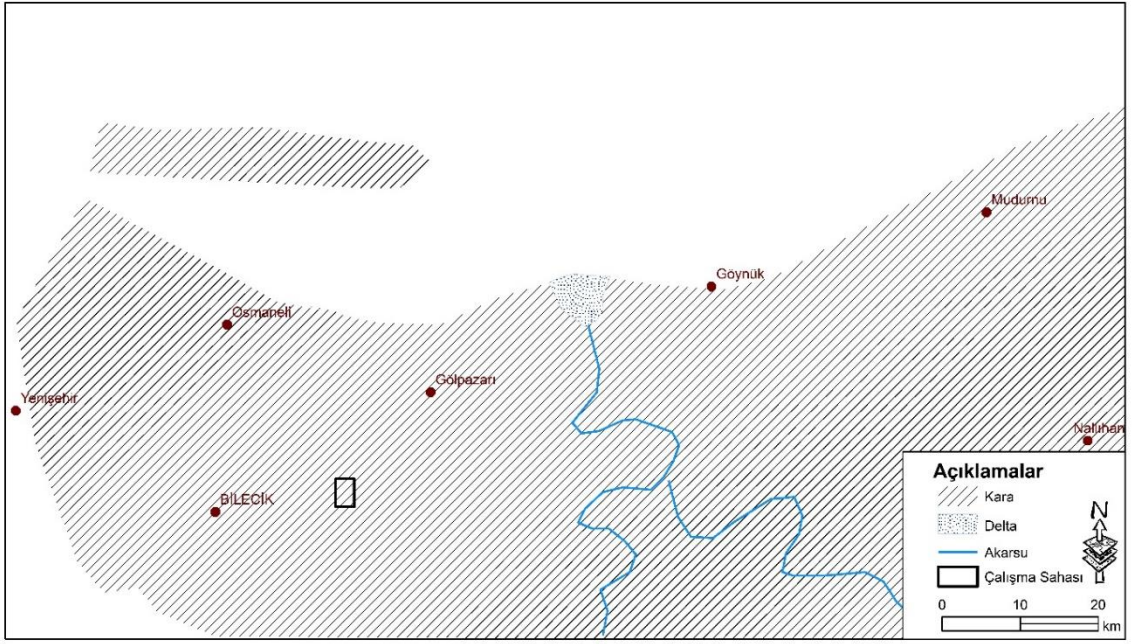 Mudurnu
Göynük
Osmaneli
Gölpazarı
Yenişehir
Nallıhan
BİLECİK
Açıklamalar
Kara
Delta
Akarsu
Çalışma Sahası
N
0 10 20
km